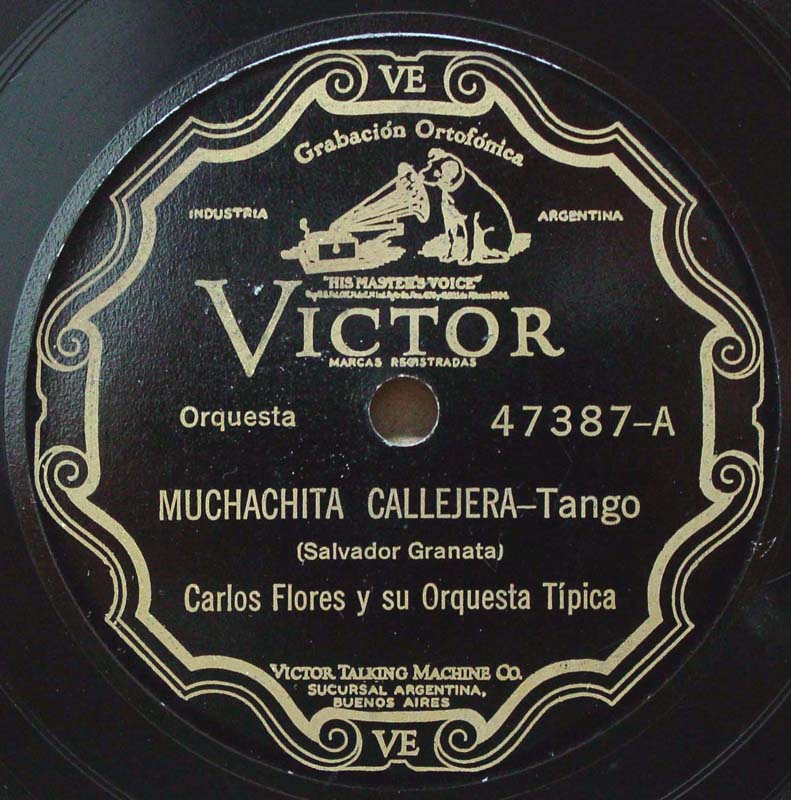 VE
Grabación Ortofónica
INDUSTRIA ARGENTINA
"HIS MASTER'S VOICE"
VICTOR
MARCAS REGISTRADAS
Orquesta 47387-A
MUCHACHITA CALLEJERA-Tango
(Salvador Granata)
Carlos Flores y su Orquesta Típica
VICTOR TALKING MACHINE CO.
SUCURSAL ARGENTINA,
BUENOS AIRES
VE